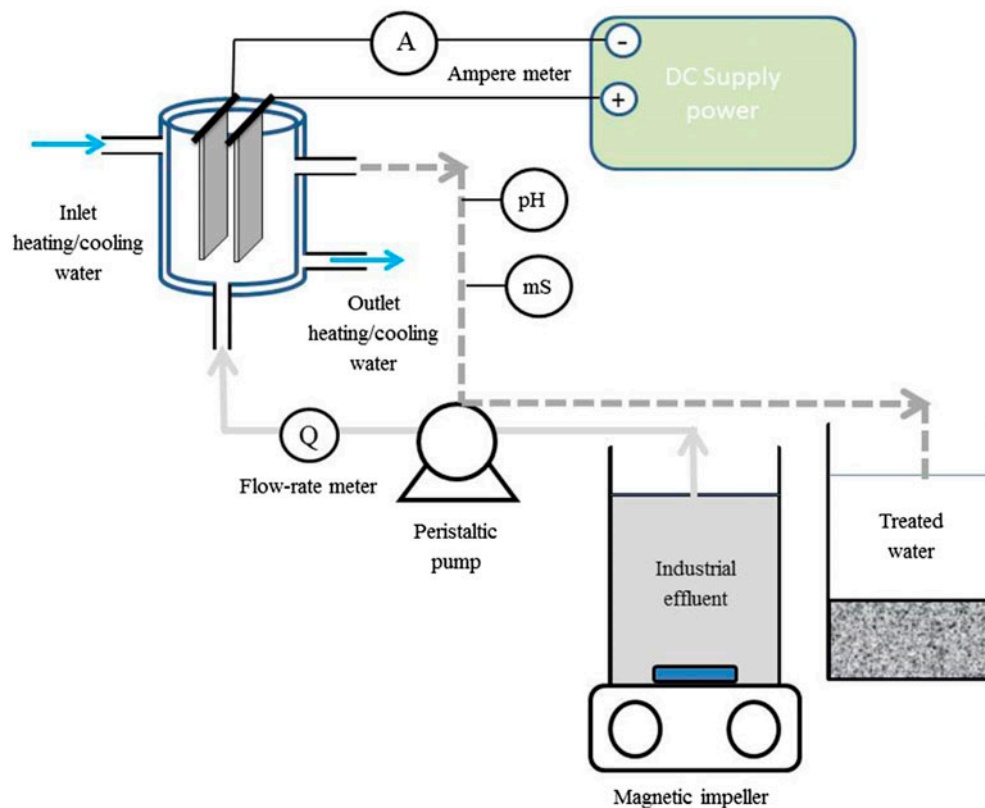 A
Ampere meter
-
+
DC Supply
power
Inlet
heating/cooling
water
pH
mS
Outlet
heating/cooling
water
Q
Flow-rate meter
Peristaltic
pump
Industrial
effluent
Treated
water
Magnetic impeller